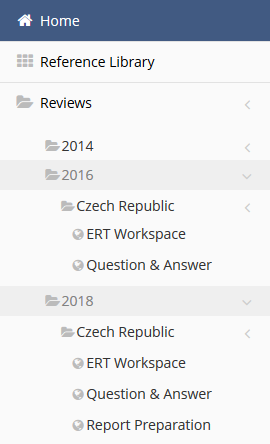 Home
Reference Library
Reviews
2014
2016
Czech Republic
ERT Workspace
Question & Answer
2018
Czech Republic
ERT Workspace
Question & Answer
Report Preparation